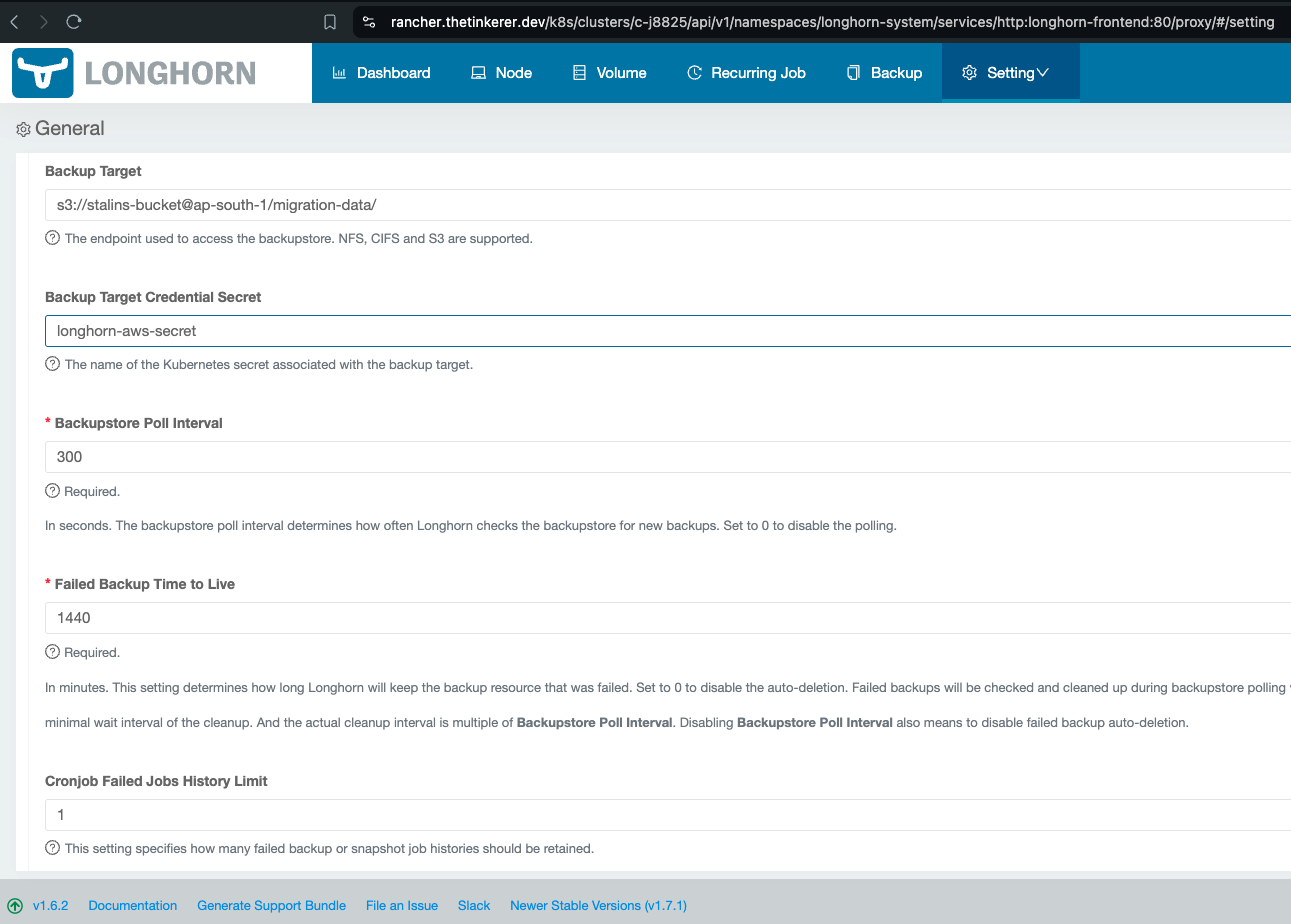 rancher.thetinkerer.dev/k8s/clusters/c-j8825/api/v1/namespaces/longhorn-system/services/http:longhorn-frontend:80/proxy/#/setting
LONGHORN
Dashboard
Node
Volume
Recurring Job
Backup
Setting
General
Backup Target
s3://stalins-bucket@ap-south-1/migration-data/
The endpoint used to access the backupstore. NFS, CIFS and S3 are supported.
Backup Target Credential Secret
longhorn-aws-secret
The name of the Kubernetes secret associated with the backup target.
* Backupstore Poll Interval
300
Required.
In seconds. The backupstore poll interval determines how often Longhorn checks the backupstore for new backups. Set to 0 to disable the polling.
* Failed Backup Time to Live
1440
Required.
In minutes. This setting determines how long Longhorn will keep the backup resource that was failed. Set to 0 to disable the auto-deletion. Failed backups will be checked and cleaned up during backupstore polling
minimal wait interval of the cleanup. And the actual cleanup interval is multiple of Backupstore Poll Interval. Disabling Backupstore Poll Interval also means to disable failed backup auto-deletion.
Cronjob Failed Jobs History Limit
1
This setting specifies how many failed backup or snapshot job histories should be retained.
v1.6.2
Documentation
Generate Support Bundle
File an Issue
Slack
Newer Stable Versions (v1.7.1)